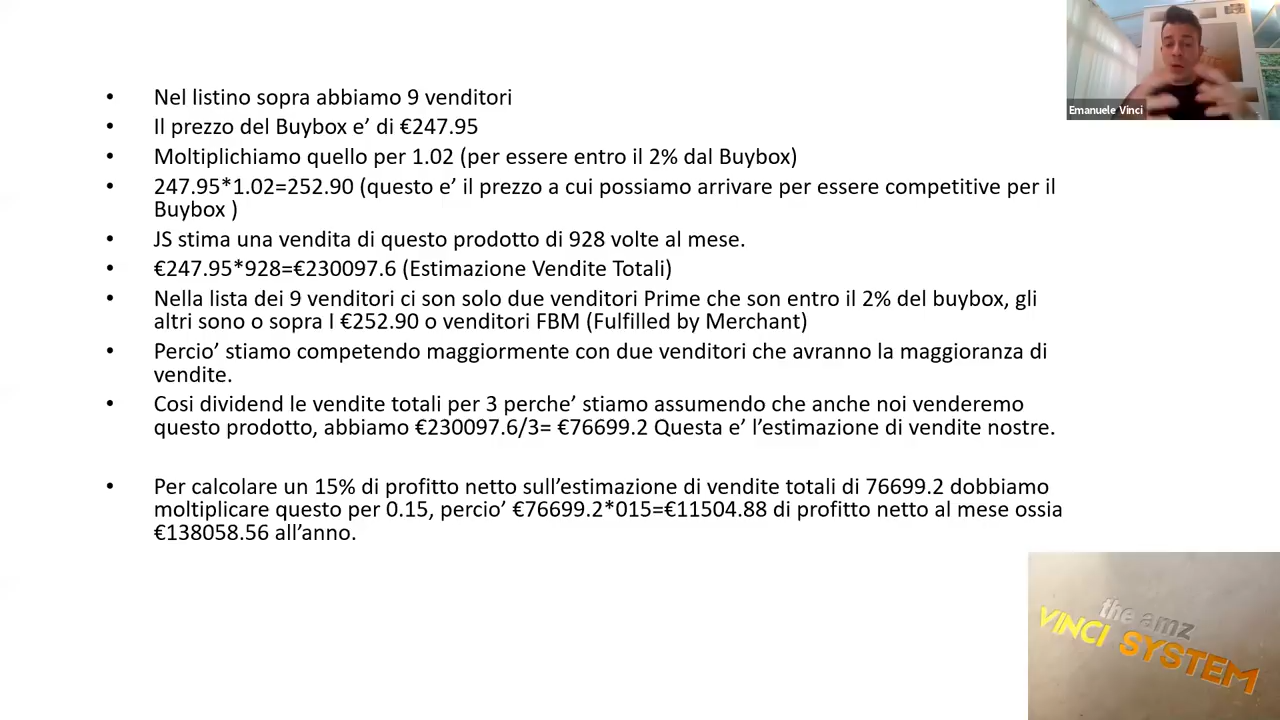 Emanuele Vinci
• Nel listino sopra abbiamo 9 venditori
• Il prezzo del Buybox e’ di €247.95
• Moltiplichiamo quello per 1.02 (per essere entro il 2% dal Buybox)
• 247.95*1.02=252.90 (questo e’ il prezzo a cui possiamo arrivare per essere competitive per il
Buybox )
• JS stima una vendita di questo prodotto di 928 volte al mese.
• €247.95*928=€230097.6 (Estimazione Vendite Totali)
• Nella lista dei 9 venditori ci son solo due venditori Prime che son entro il 2% del buybox, gli
altri sono o sopra I €252.90 o venditori FBM (Fulfilled by Merchant)
• Percio’ stiamo competendo maggiormente con due venditori che avranno la maggioranza di
vendite.
• Cosi dividend le vendite totali per 3 perche’ stiamo assumendo che anche noi venderemo
questo prodotto, abbiamo €230097.6/3= €76699.2 Questa e’ l’estimazione di vendite nostre.
• Per calcolare un 15% di profitto netto sull’estimazione di vendite totali di 76699.2 dobbiamo
moltiplicare questo per 0.15, percio’ €76699.2*015=€11504.88 di profitto netto al mese ossia
€138058.56 all’anno.
the amz
VINCI SYSTEM